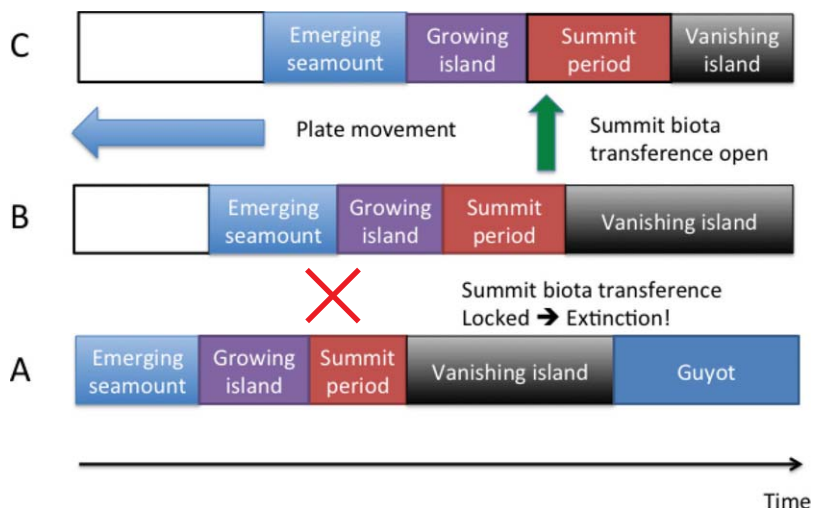 C
Emerging
seamount
Growing
island
Summit
period
Vanishing
island
Plate movement
Summit biota
transference open
B
Emerging
seamount
Growing
island
Summit
period
Vanishing island
Summit biota transference
Locked ➔ Extinction!
A
Emerging
seamount
Growing
island
Summit
period
Vanishing island
Guyot
Time